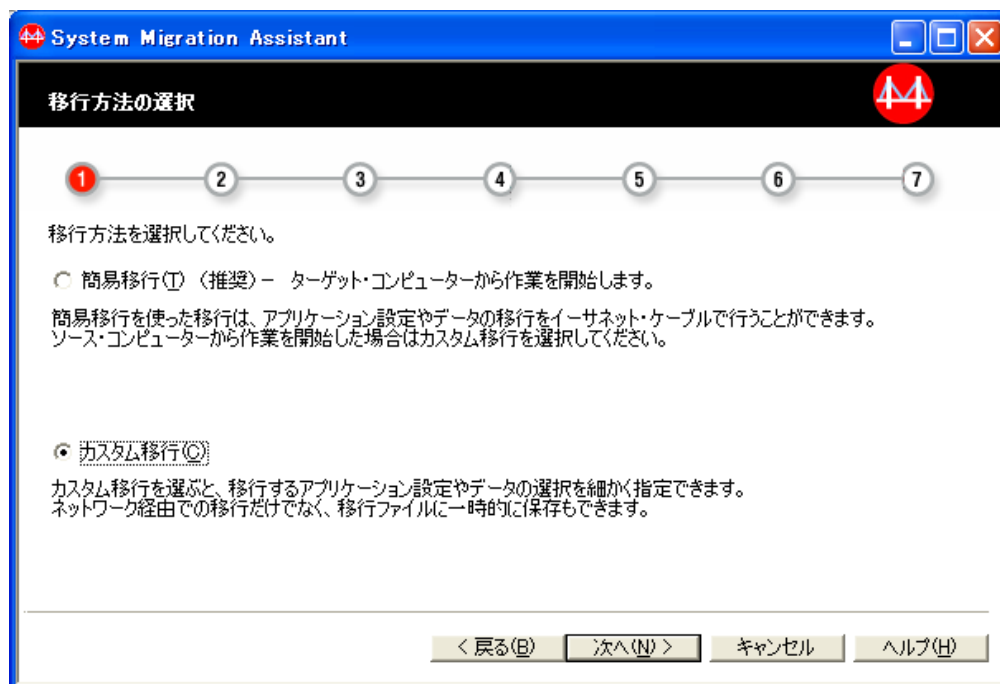 System Migration Assistant
移行方法の選択
1 2 3 4 5 6 7
移行方法を選択してください。
簡易移行(T) (推奨) - ターゲット・コンピューターから作業を開始します。
簡易移行を使った移行は、アプリケーション設定やデータの移行をイーサネット・ケーブルで行うことができます。
ソース・コンピューターから作業を開始した場合はカスタム移行を選択してください。
カスタム移行(C)
カスタム移行を選ぶと、移行するアプリケーション設定やデータの選択を細かく指定できます。
ネットワーク経由での移行だけでなく、移行ファイルに一時的に保存もできます。
< 戻る(B) 次へ(N) > キャンセル ヘルプ(H)